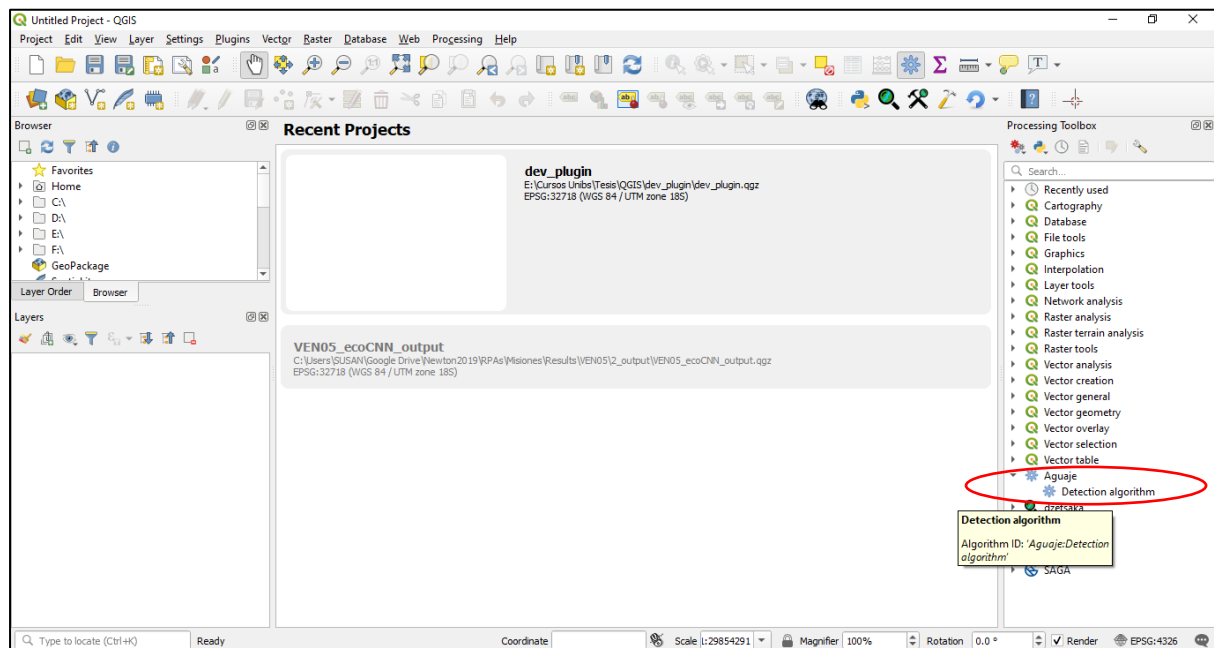 Untitled Project - QGIS
Project Edit View Layer Settings Plugins Vector Raster Database Web Processing Help
Browser
Favorites
Home
C:\
D:\
E:\
F:\
GeoPackage
Layer Order Browser
Layers
Recent Projects
dev_plugin
E:\Cursos Unibs\Tesis\QGIS\dev_plugin\dev_plugin.qgz
EPSG:32718 (WGS 84 / UTM zone 18S)
VEN05_ecoCNN_output
C:\Users\SUSAN\Google Drive\Newton2019\RPAs\Misiones\Results\VEN05\2_output\VEN05_ecoCNN_output.qgz
EPSG:32718 (WGS 84 / UTM zone 18S)
Processing Toolbox
Search...
Recently used
Cartography
Database
File tools
Graphics
Interpolation
Layer tools
Network analysis
Raster analysis
Raster terrain analysis
Raster tools
Vector analysis
Vector creation
Vector general
Vector geometry
Vector overlay
Vector selection
Vector table
Aguaje
Detection algorithm
dzetsaka
Detection algorithm
Algorithm ID: 'Aguaje:Detection
algorithm'
SAGA
Type to locate (Ctrl+K) Ready Coordinate Scale 1:29854291 Magnifier 100% Rotation 0.0 ° Render EPSG:4326